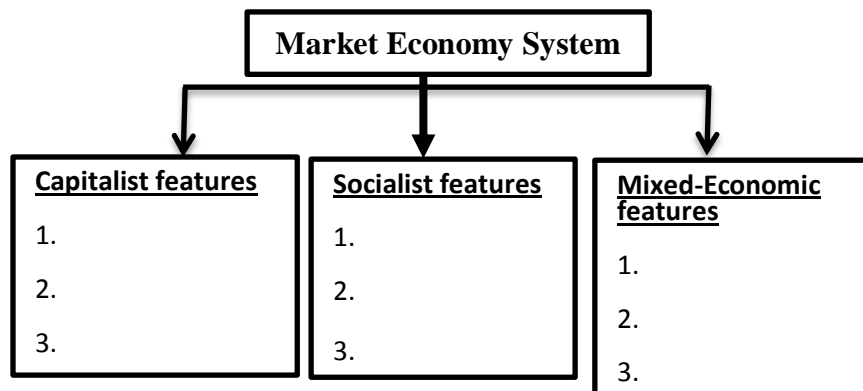 Market Economy System
Capitalist features
1.
2.
3.
Socialist features
1.
2.
3.
Mixed-Economic
features
1.
2.
3.